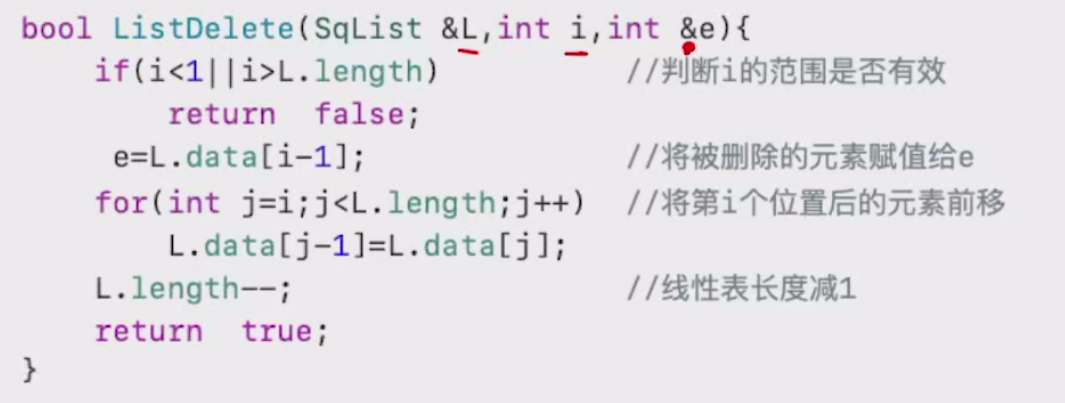 bool ListDelete(SqList &L,int i,int &e){
if(i<1||i>L.length) //判断i的范围是否有效
return false;
e=L.data[i-1]; //将被删除的元素赋值给e
for(int j=i;j<L.length;j++) //将第i个位置后的元素前移
L.data[j-1]=L.data[j];
L.length--; //线性表长度减1
return true;
}